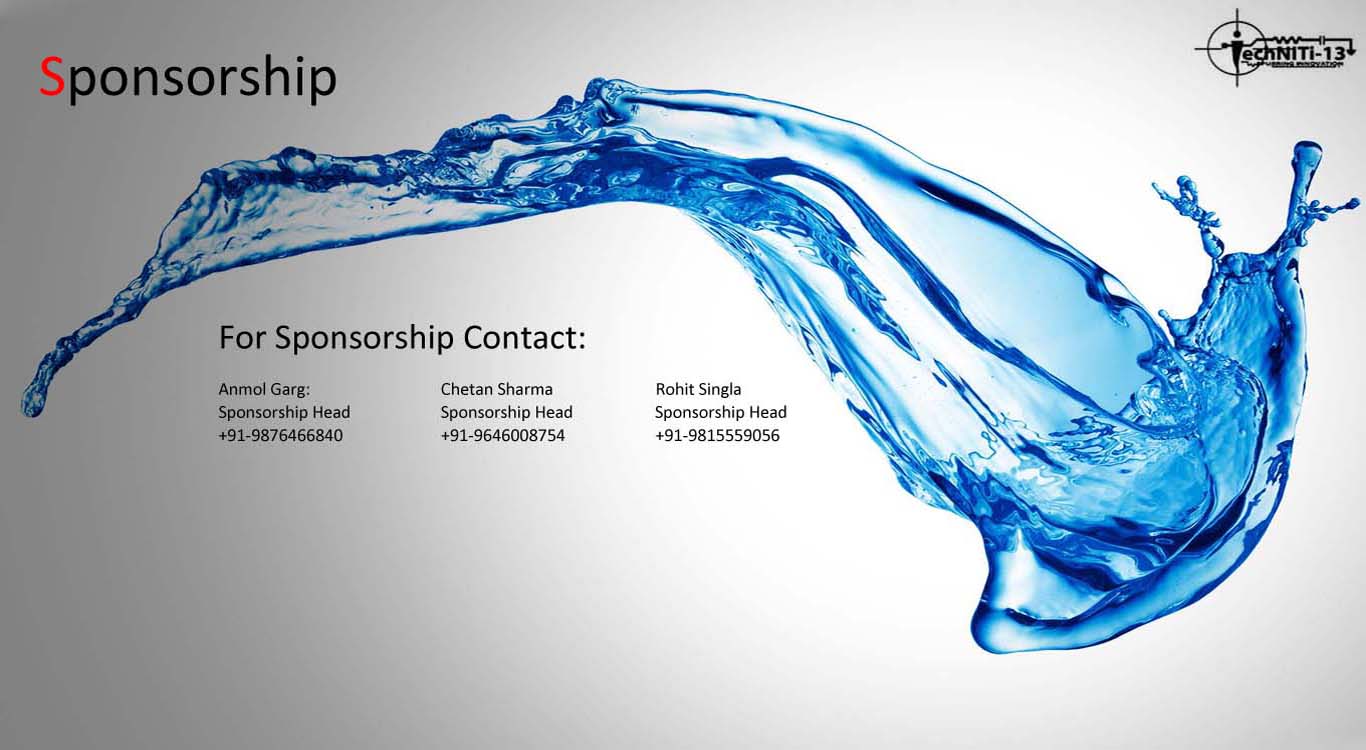 Sponsorship
TechNITi-13
For Sponsorship Contact:
Anmol Garg:
Sponsorship Head
+91-9876466840
Chetan Sharma
Sponsorship Head
+91-9646008754
Rohit Singla
Sponsorship Head
+91-9815559056